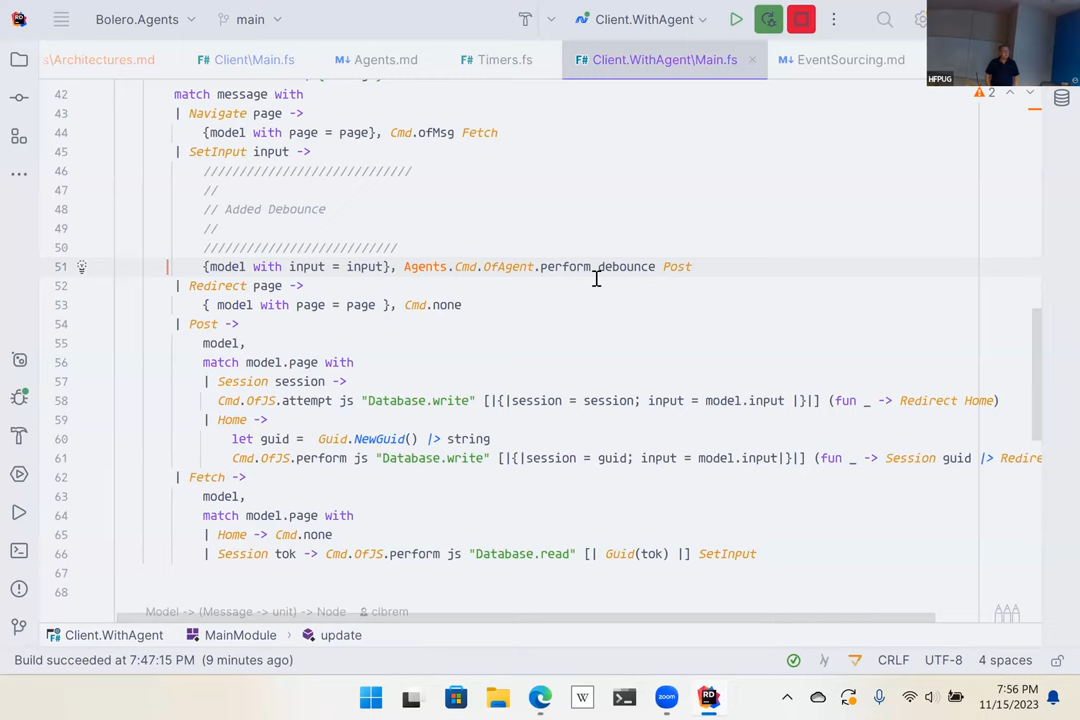 Bolero.Agents
main
Client.WithAgent
s\Architectures.md
F# Client\Main.fs
M↓ Agents.md
F# Timers.fs
F# Client.WithAgent\Main.fs
M↓ EventSourcing.md
HFPUG
2
42 match message with
43 | Navigate page ->
44 {model with page = page}, Cmd.ofMsg Fetch
45 | SetInput input ->
46 /////////////////////////////
47 //
48 // Added Debounce
49 //
50 ///////////////////////////
51 {model with input = input}, Agents.Cmd.OfAgent.perform debounce Post
52 | Redirect page ->
53 { model with page = page }, Cmd.none
54 | Post ->
55 model,
56 match model.page with
57 | Session session ->
58 Cmd.OfJS.attempt js "Database.write" [|{|session = session; input = model.input |}|] (fun _ -> Redirect Home)
59 | Home ->
60 let guid = Guid.NewGuid() |> string
61 Cmd.OfJS.perform js "Database.write" [|{|session = guid; input = model.input|}|] (fun _ -> Session guid |> Redire
62 | Fetch ->
63 model,
64 match model.page with
65 | Home -> Cmd.none
66 | Session tok -> Cmd.OfJS.perform js "Database.read" [| Guid(tok) |] SetInput
67
68
Model -> (Message -> unit) -> Node clbrem
Client.WithAgent MainModule update
Build succeeded at 7:47:15 PM (9 minutes ago)
CRLF UTF-8 4 spaces
W
zoom
RD
7:56 PM
11/15/2023